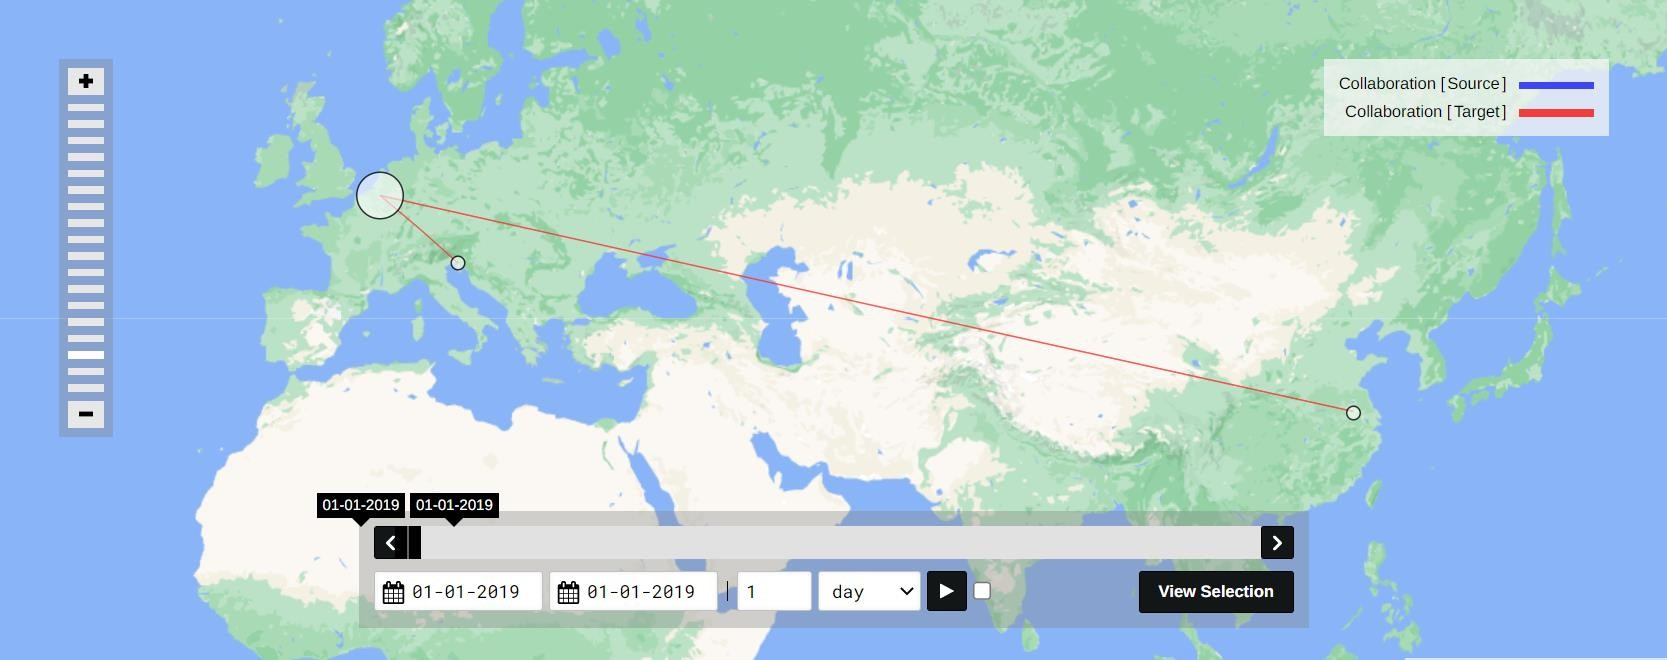 Collaboration [Source]
Collaboration [Target]
01-01-2019 01-01-2019
01-01-2019 01-01-2019 1 day View Selection